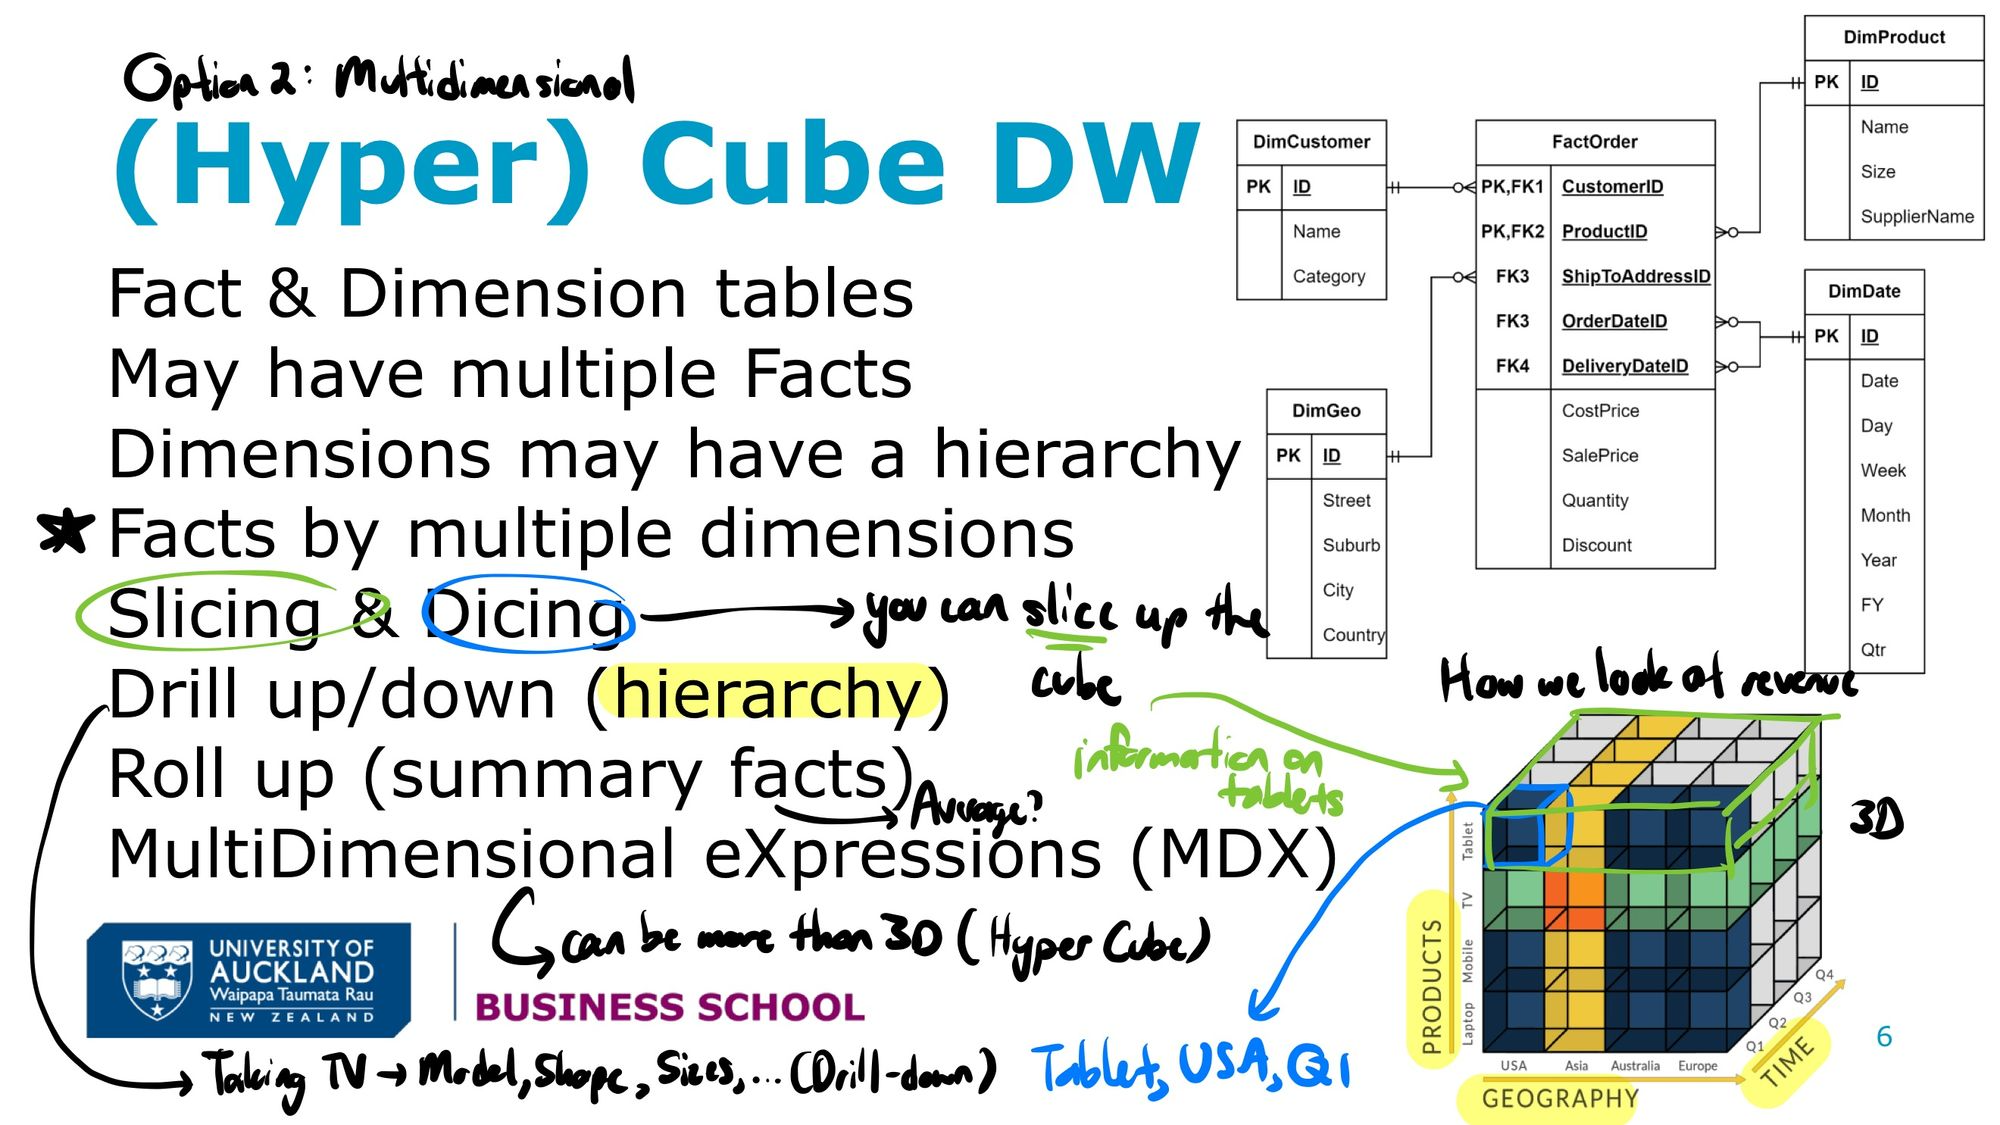 Option 2: Multidimensional
(Hyper) Cube DW
Fact & Dimension tables
May have multiple Facts
Dimensions may have a hierarchy
Facts by multiple dimensions
Slicing & Dicing
you can slice up the
cube
Drill up/down (hierarchy)
Roll up (summary facts)
Average?
MultiDimensional eXpressions (MDX)
can be more than 3D (Hyper Cube)
information on
tablets
UNIVERSITY OF
AUCKLAND
Waipapa Taumata Rau
NEW ZEALAND
BUSINESS SCHOOL
Taking TV → Model, Shape, Sizes, ... (Drill-down)
Tablet, USA, Q1
DimCustomer
PK ID
Name
Category
FactOrder
PK,FK1 CustomerID
PK,FK2 ProductID
FK3 ShipToAddressID
FK3 OrderDateID
FK4 DeliveryDateID
CostPrice
SalePrice
Quantity
Discount
DimProduct
PK ID
Name
Size
SupplierName
DimDate
PK ID
Date
Day
Week
Month
Year
FY
Qtr
DimGeo
PK ID
Street
Suburb
City
Country
How we look at revenue
3D
PRODUCTS
Tablet
TV
Mobile
Laptop
USA Asia Australia Europe
GEOGRAPHY
Q1
Q2
Q3
Q4
TIME
6